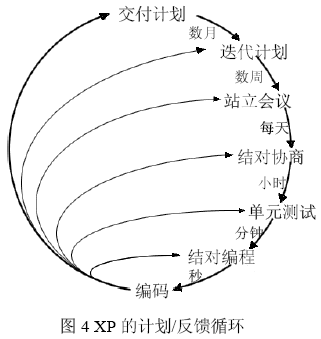 交付计划
数月
迭代计划
数周
站立会议
每天
结对协商
小时
单元测试
分钟
结对编程
秒
编码
图 4 XP 的计划/反馈循环